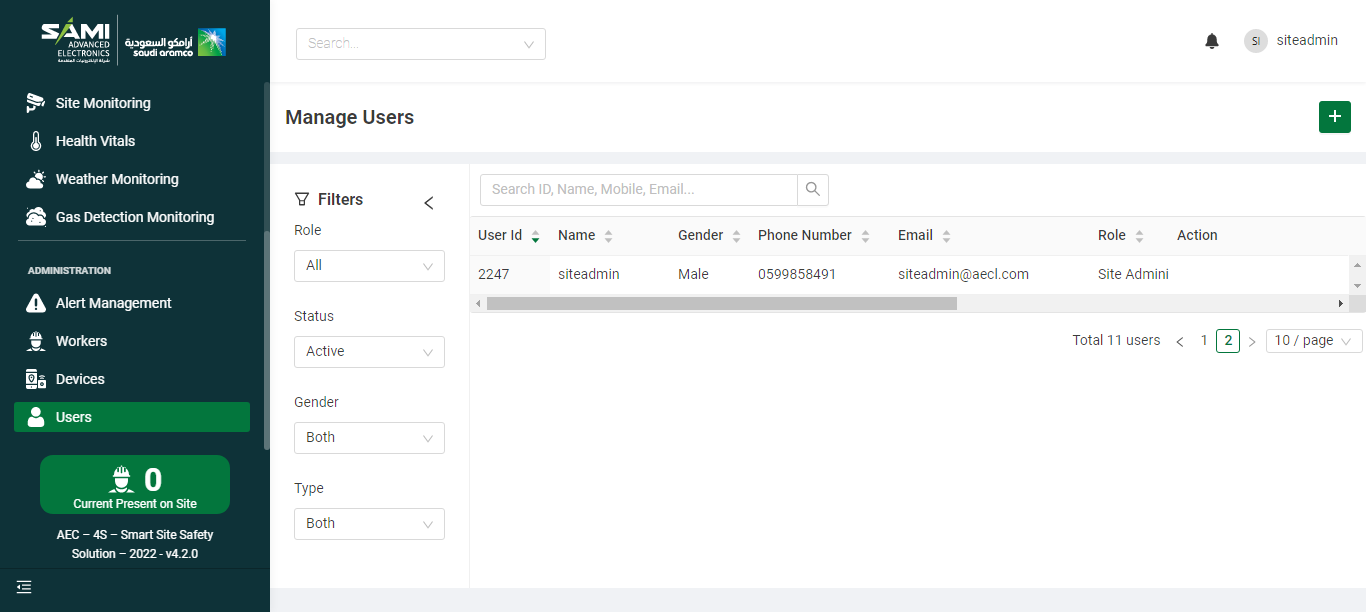 SAMI
ADVANCED
ELECTRONICS
شركة الإلكترونيات المتقدمة
أرامكو السعودية
saudi aramco
Search...
SI
siteadmin
Site Monitoring
Health Vitals
Weather Monitoring
Gas Detection Monitoring
ADMINISTRATION
Alert Management
Workers
Devices
Users
0
Current Present on Site
AEC – 4S – Smart Site Safety
Solution – 2022 - v4.2.0
Manage Users
+
Filters
Role
All
Status
Active
Gender
Both
Type
Both
Search ID, Name, Mobile, Email...
User Id Name Gender Phone Number Email Role Action
2247 siteadmin Male 0599858491 siteadmin@aecl.com Site Admini
Total 11 users < 1 2 > 10 / page